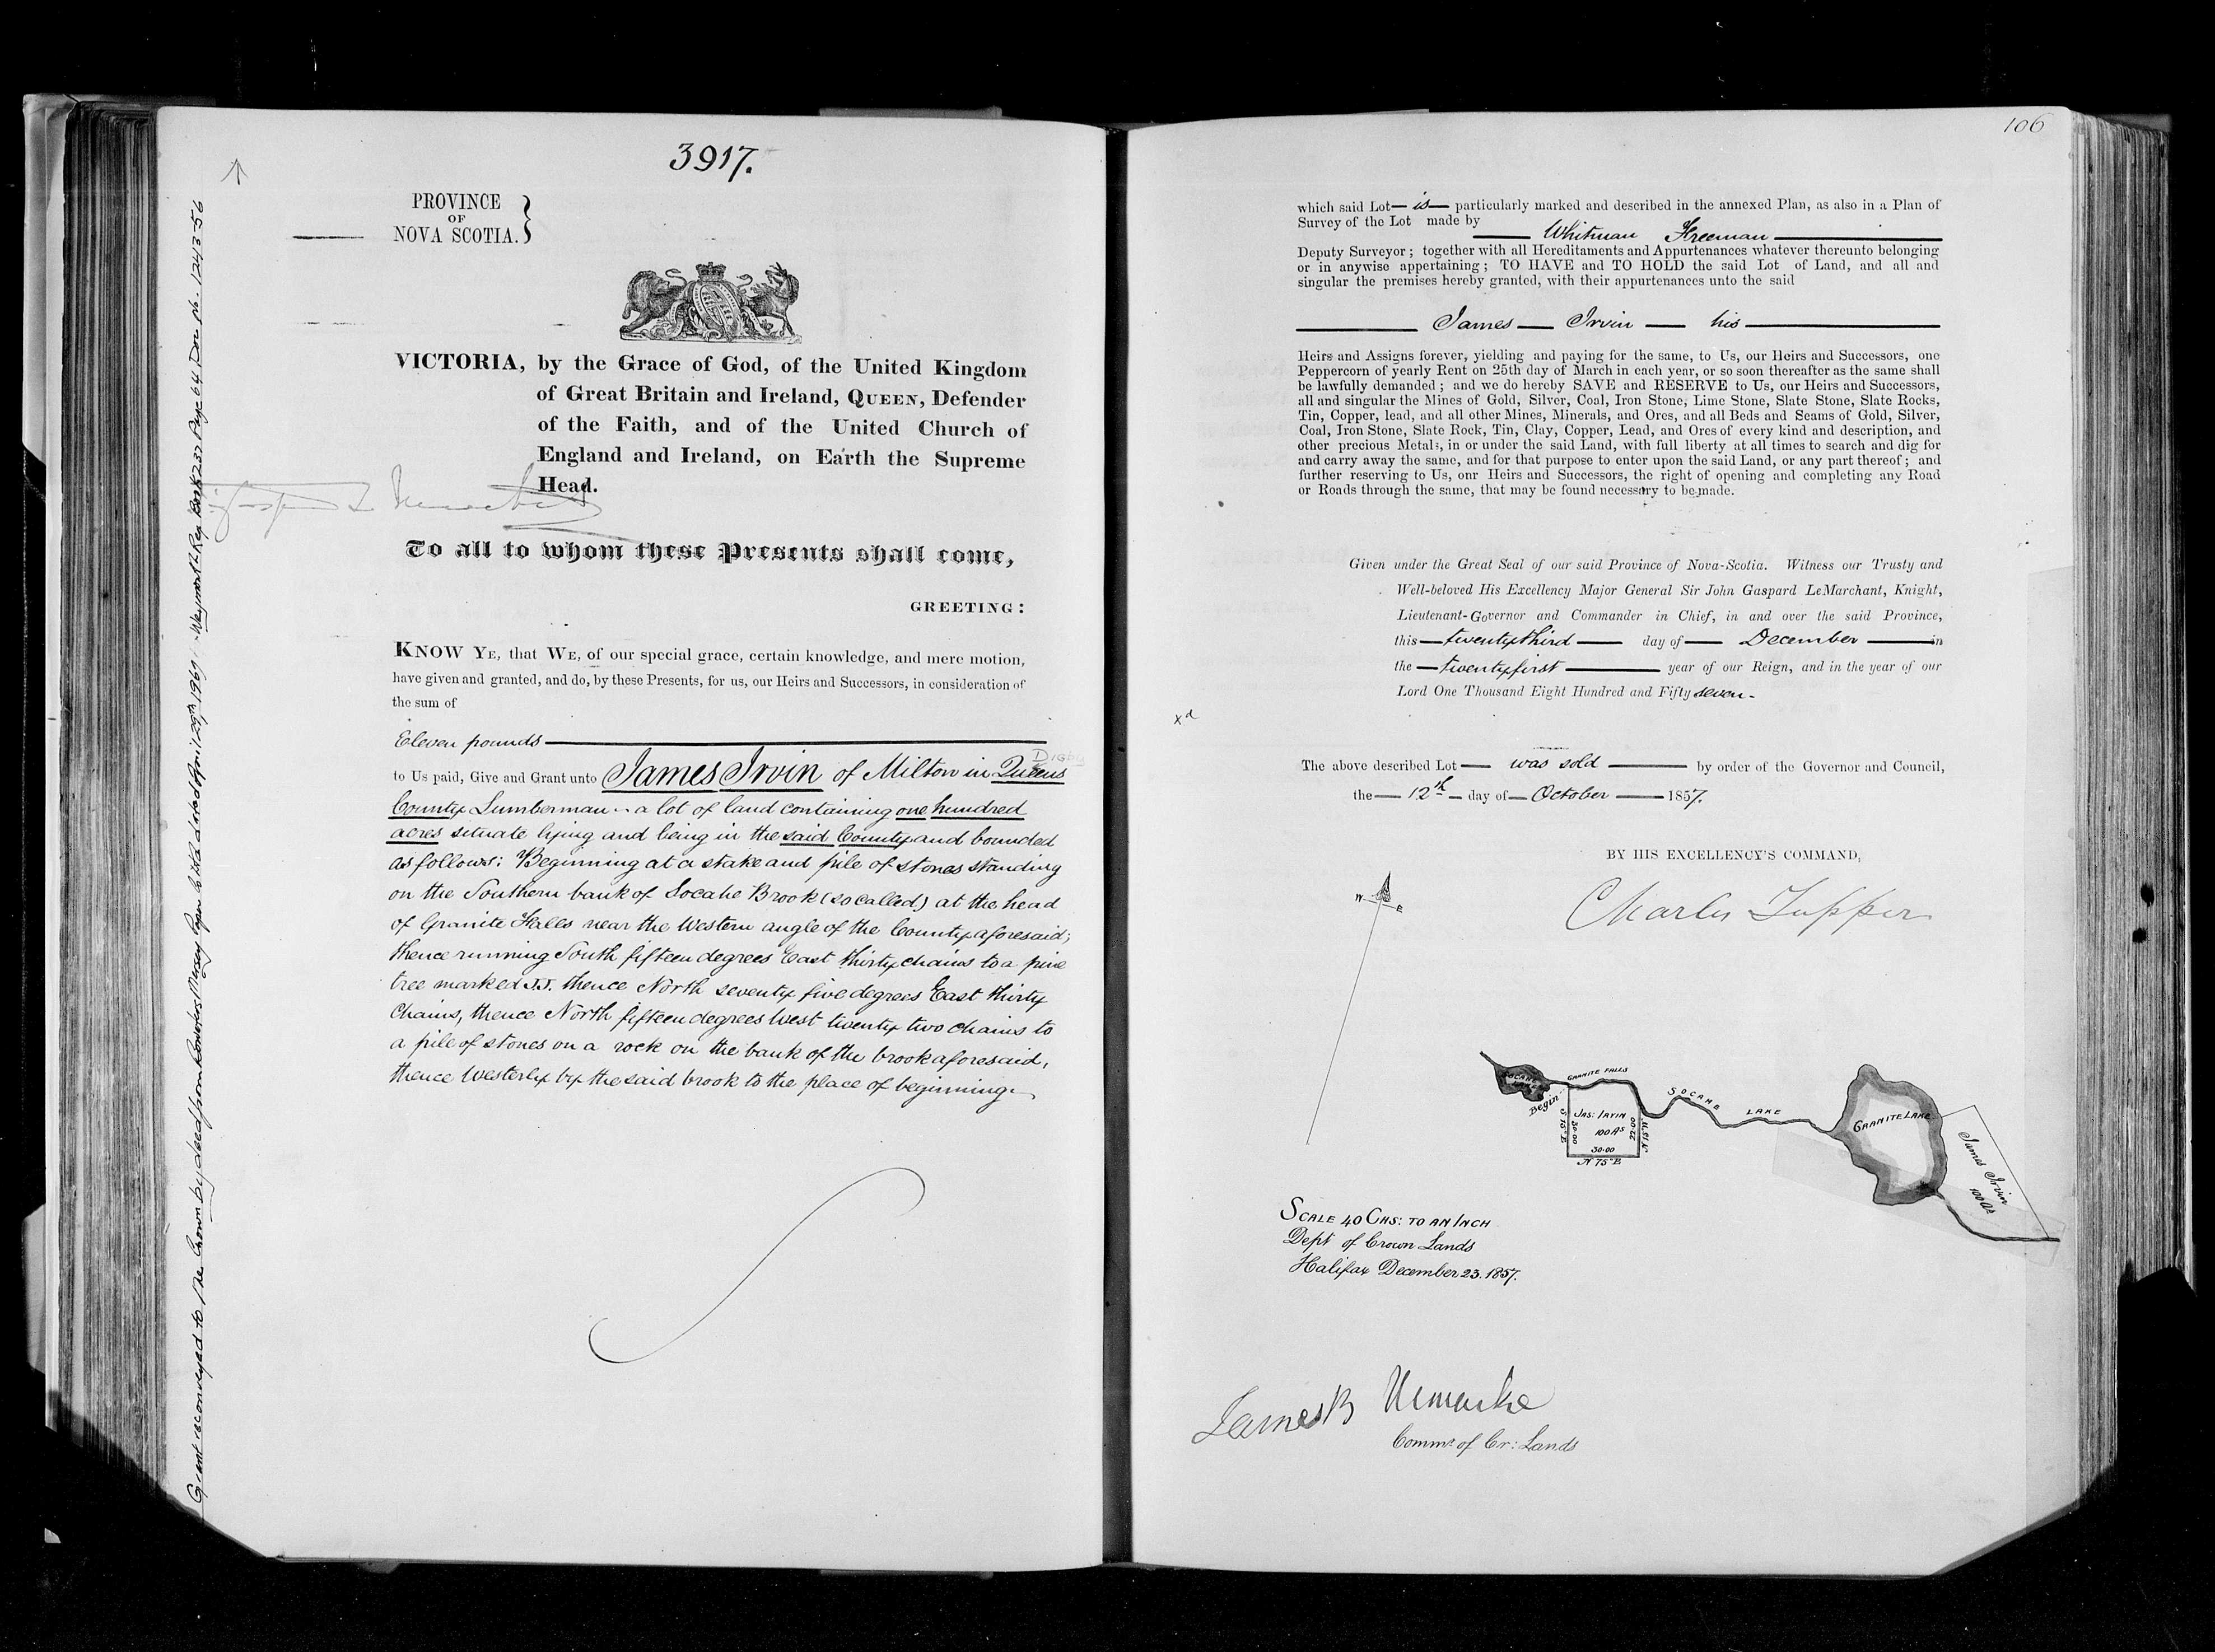 3917.
PROVINCE
OF
NOVA SCOTIA.
VICTORIA, by the Grace of God, of the United Kingdom
of Great Britain and Ireland, QUEEN, Defender
of the Faith, and of the United Church of
England and Ireland, on Earth the Supreme
Head.
To all to whom these Presents shall come,
GREETING:
KNOW YE, that WE, of our special grace, certain knowledge, and mere motion,
have given and granted, and do, by these Presents, for us, our Heirs and Successors, in consideration of
the sum of
Eleven pounds
Digby
to Us paid, Give and Grant unto James Irvin of Milton in Queens
County Lumberman - a lot of land containing one hundred
acres situate lying and being in the said County and bounded
as follows: Beginning at a stake and pile of stones standing
on the Southern bank of Socahe Brook (so called) at the head
of Granite Falls near the Western angle of the County aforesaid;
thence running South fifteen degrees East thirty chains to a pine
tree marked J.J. thence North seventy five degrees East thirty
Chains, thence North fifteen degrees West twenty two chains to
a pile of stones on a rock on the bank of the brook aforesaid,
thence Westerly by the said brook to the place of beginning
Grant reconveyed to the Crown by deed from Bowaters Mersey Paper Co Ltd dated April 29th, 1969 - Weymouth Reg Book 232 Page 64 Doc No. 1243356
106
which said Lot is particularly marked and described in the annexed Plan, as also in a Plan of
Survey of the Lot made by
Whitman Freeman
Deputy Surveyor; together with all Hereditaments and Appurtenances whatever thereunto belonging
or in anywise appertaining; TO HAVE and TO HOLD the said Lot of Land, and all and
singular the premises hereby granted, with their appurtenances unto the said
James Irvin his
Heirs and Assigns forever, yielding and paying for the same, to Us, our Heirs and Successors, one
Peppercorn of yearly Rent on 25th day of March in each year, or so soon thereafter as the same shall
be lawfully demanded; and we do hereby SAVE and RESERVE to Us, our Heirs and Successors,
all and singular the Mines of Gold, Silver, Coal, Iron Stone, Lime Stone, Slate Stone, Slate Rocks,
Tin, Copper, lead, and all other Mines, Minerals, and Ores, and all Beds and Seams of Gold, Silver,
Coal, Iron Stone, Slate Rock, Tin, Clay, Copper, Lead, and Ores of every kind and description, and
other precious Metals, in or under the said Land, with full liberty at all times to search and dig for
and carry away the same, and for that purpose to enter upon the said Land, or any part thereof; and
further reserving to Us, onr Heirs and Successors, the right of opening and completing any Road
or Roads through the same, that may be found necessary to be made.
Given under the Great Seal of our said Province of Nova-Scotia. Witness our Trusty and
Well-beloved His Excellency Major General Sir John Gaspard LeMarchant, Knight,
Lieutenant-Governor and Commander in Chief, in and over the said Province,
this twenty third day of December in
the twenty first year of our Reign, and in the year of our
Lord One Thousand Eight Hundred and Fifty seven.
xd
The above described Lot was sold by order of the Governor and Council,
the 12th day of October 1857.
BY HIS EXCELLENCY'S COMMAND,
Charles Tupper
W E
SOCAHE LAKE
GRANITE FALLS
Begin
JAS: IRVIN
100 As
S 15° E
30.00
22.00
N 15° W
30.00
N 75° E
SOCAHE LAKE
GRANITE LAKE
James Irvin
100 As
SCALE 40 CHS: TO AN INCH
Dept of Crown Lands
Halifax December 23. 1857.
James B Uniacke
Commr of Cr: Lands